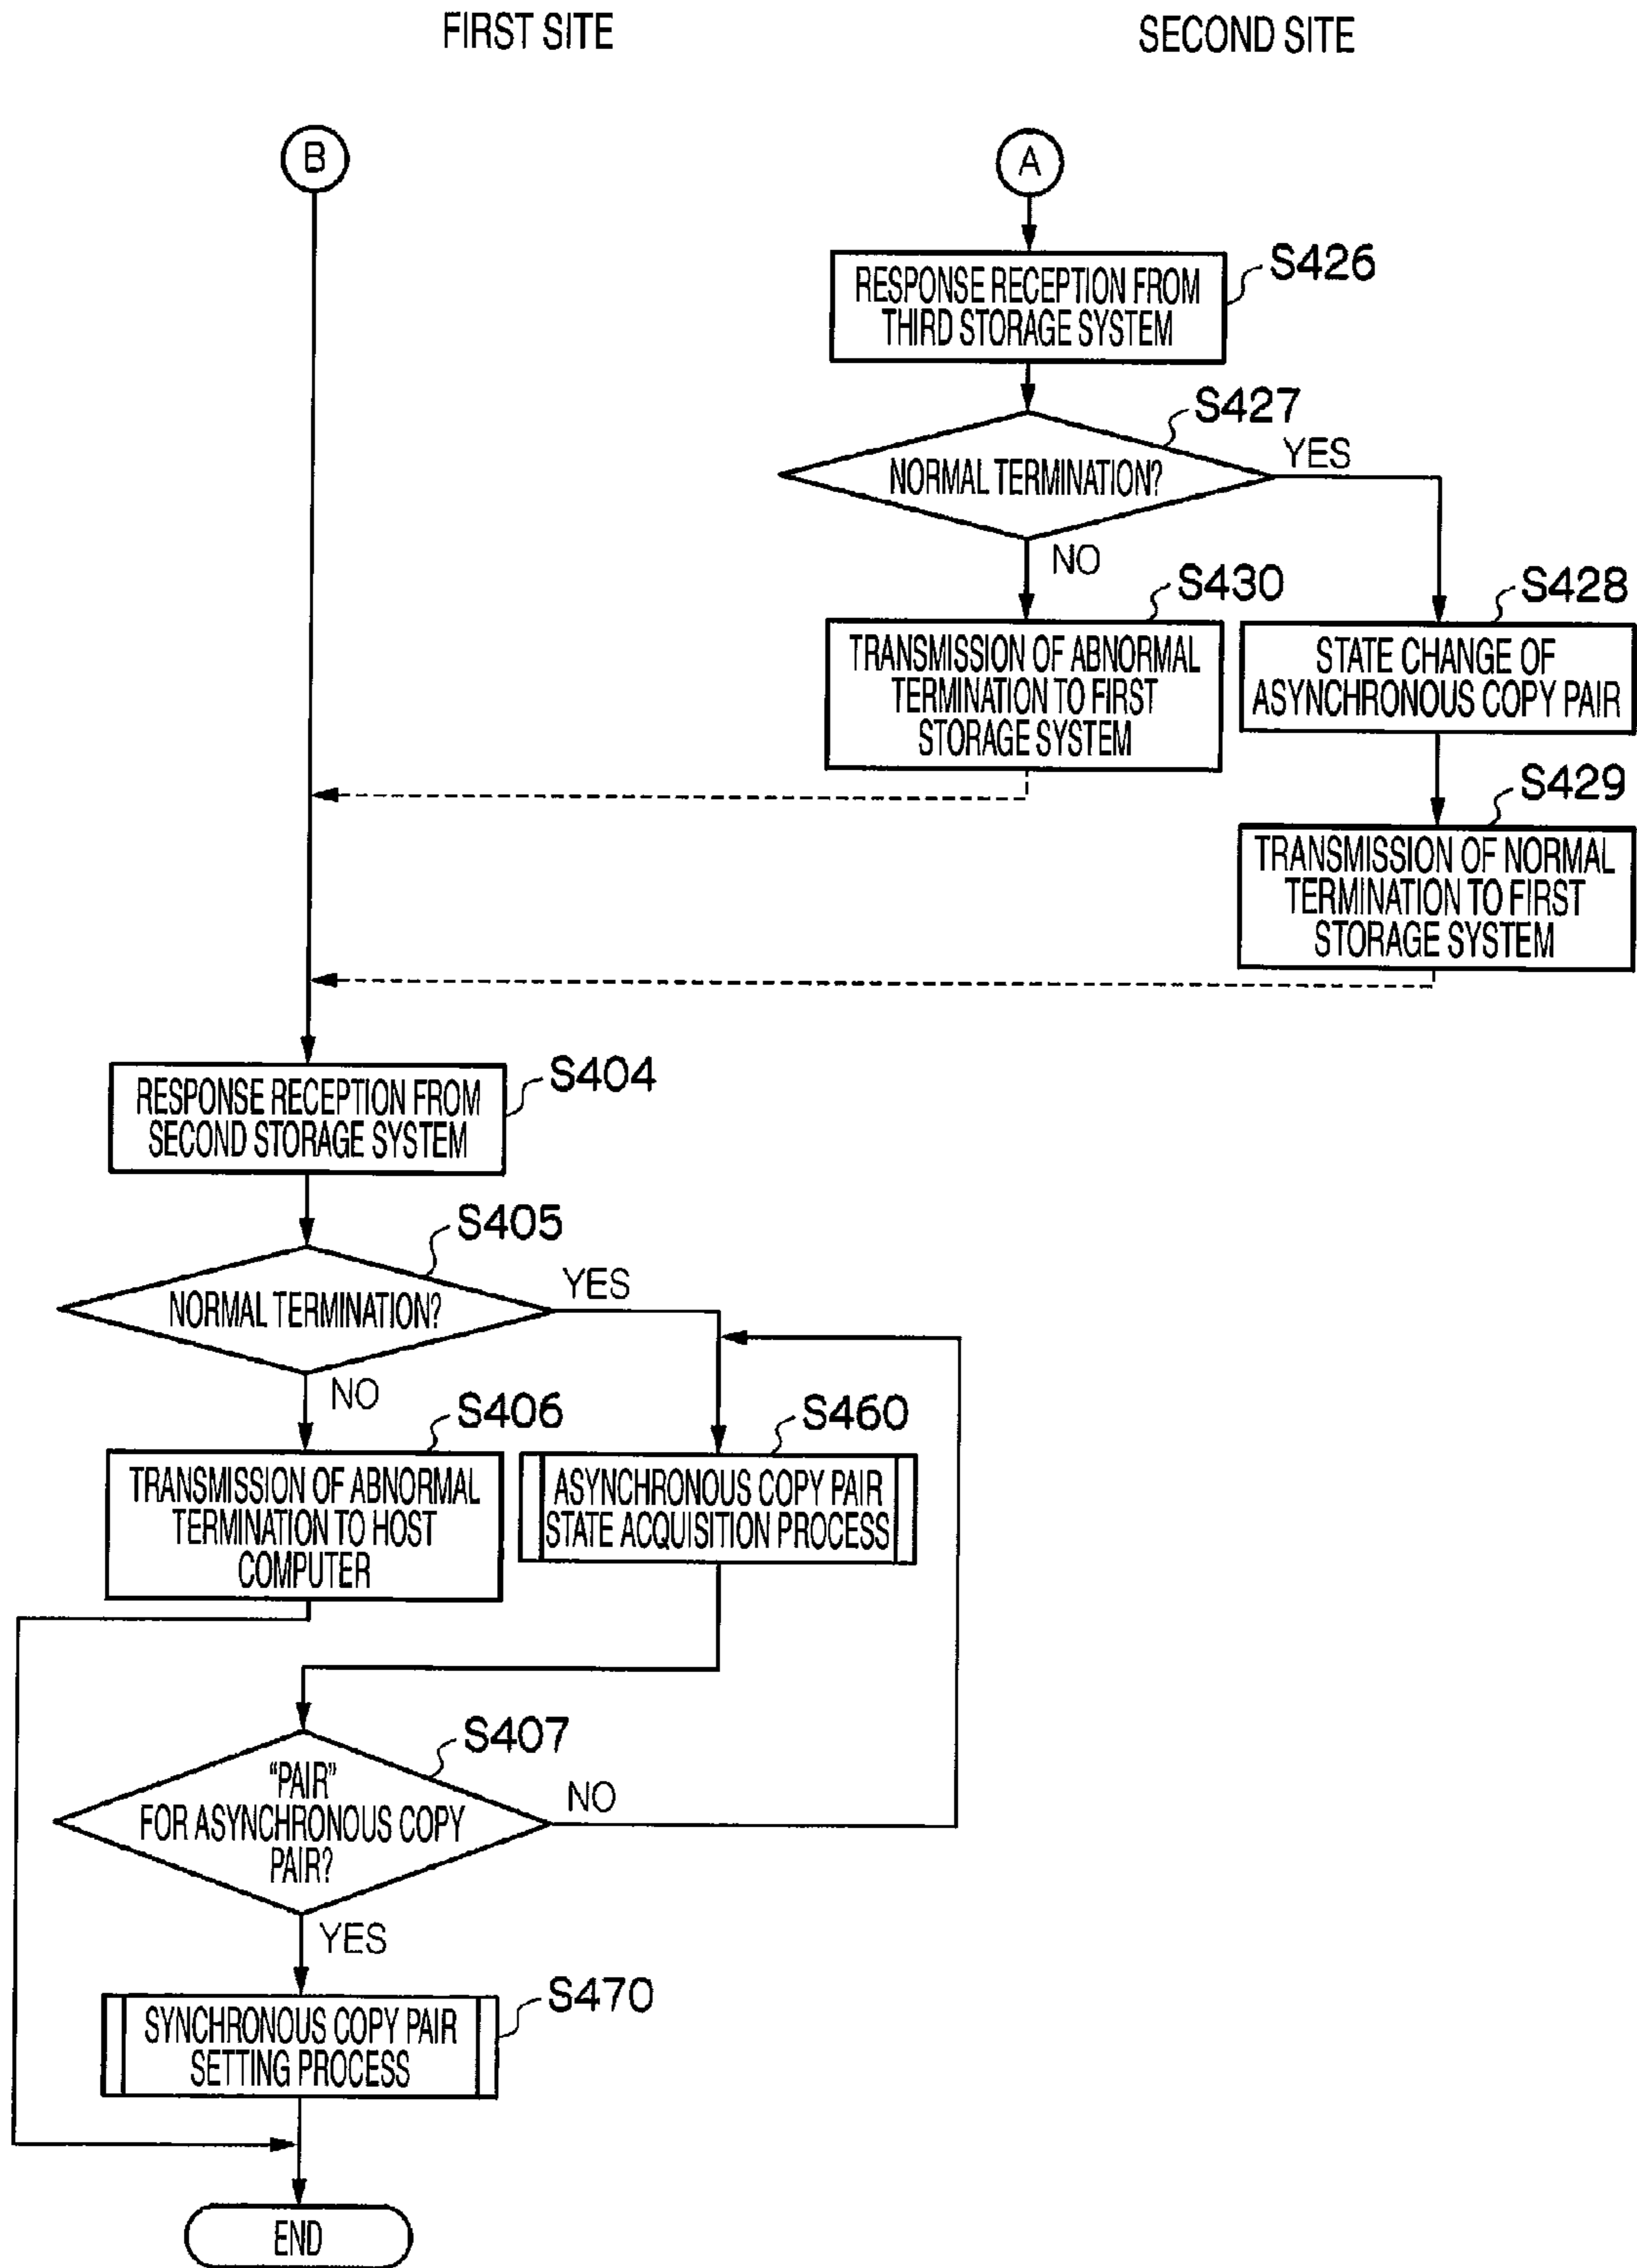 FIRST SITE
SECOND SITE
B
A
S426
RESPONSE RECEPTION FROM
THIRD STORAGE SYSTEM
S427
NORMAL TERMINATION?
YES
NO
S430
TRANSMISSION OF ABNORMAL
TERMINATION TO FIRST
STORAGE SYSTEM
S428
STATE CHANGE OF
ASYNCHRONOUS COPY PAIR
S429
TRANSMISSION OF NORMAL
TERMINATION TO FIRST
STORAGE SYSTEM
S404
RESPONSE RECEPTION FROM
SECOND STORAGE SYSTEM
S405
NORMAL TERMINATION?
YES
NO
S406
TRANSMISSION OF ABNORMAL
TERMINATION TO HOST
COMPUTER
S460
ASYNCHRONOUS COPY PAIR
STATE ACQUISITION PROCESS
S407
“PAIR”
FOR ASYNCHRONOUS COPY
PAIR?
NO
YES
S470
SYNCHRONOUS COPY PAIR
SETTING PROCESS
END